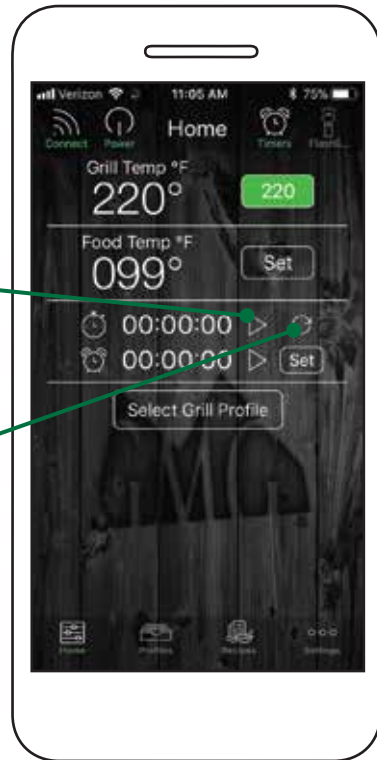 Verizon 11:05 AM 75%
Connect Power Home Timers
Grill Temp °F
220° 220
Food Temp °F
099° Set
00:00:00
00:00:00 Set
Select Grill Profile
GMG
Home Profiles Recipes Settings